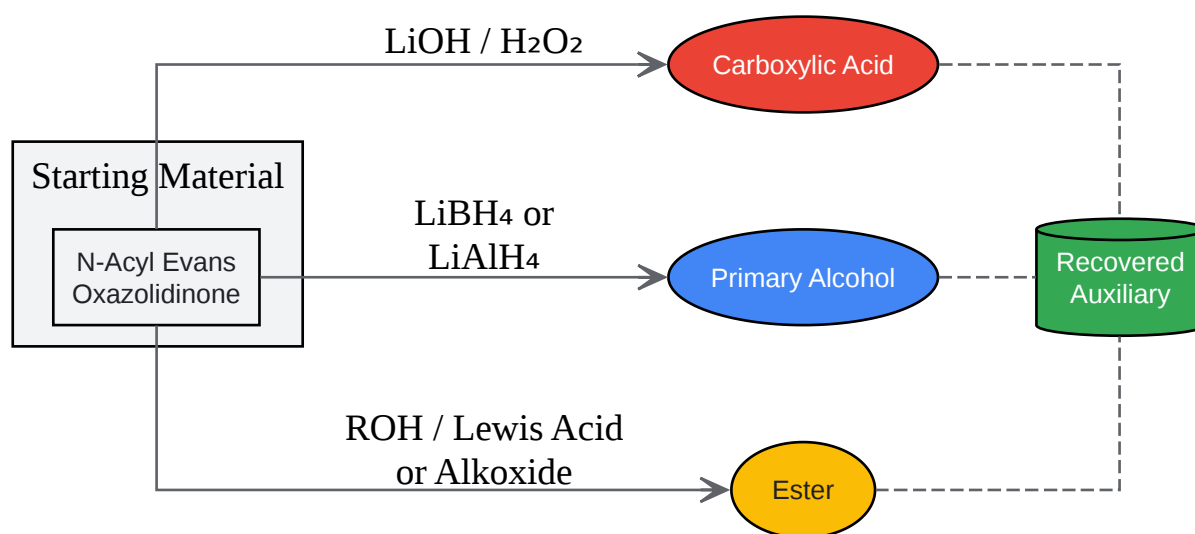 LiOH / H₂O₂
Carboxylic Acid
Starting Material
N-Acyl Evans
Oxazolidinone
LiBH₄ or
LiAlH₄
Primary Alcohol
Recovered
Auxiliary
ROH / Lewis Acid
or Alkoxide
Ester